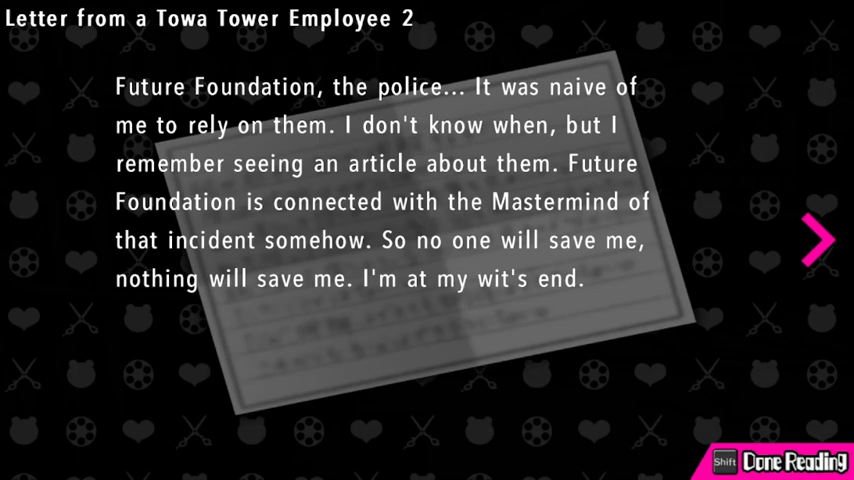 Letter from a Towa Tower Employee 2
Future Foundation, the police... It was naive of
me to rely on them. I don't know when, but I
remember seeing an article about them. Future
Foundation is connected with the Mastermind of
that incident somehow. So no one will save me,
nothing will save me. I'm at my wit's end.
Shift Done Reading